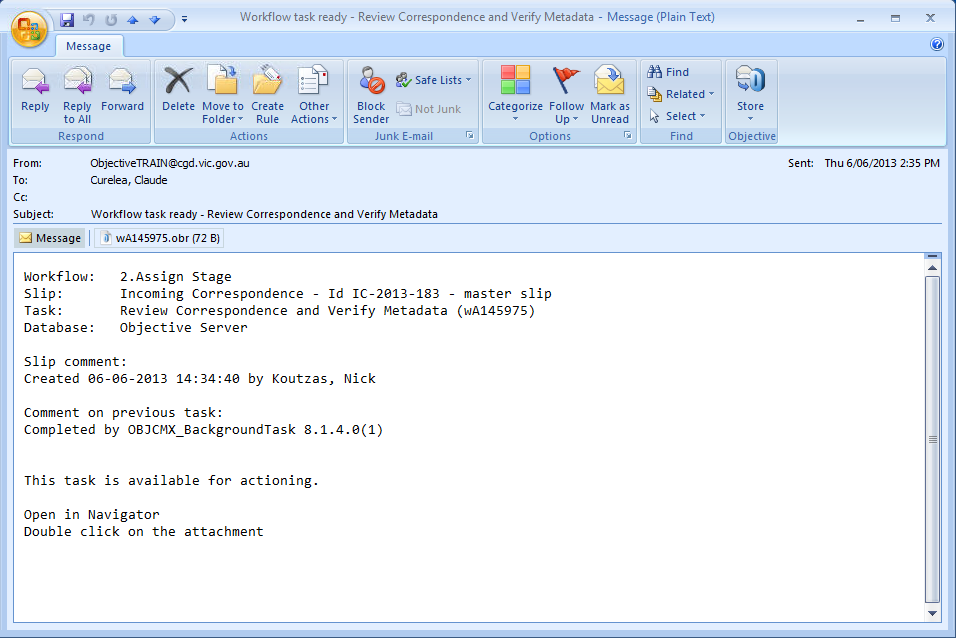 Workflow task ready - Review Correspondence and Verify Metadata - Message (Plain Text)
Message
Reply
Reply to All
Forward
Delete
Move to Folder
Create Rule
Other Actions
Block Sender
Safe Lists
Not Junk
Categorize
Follow Up
Mark as Unread
Find
Related
Select
Store
Respond
Actions
Junk E-mail
Options
Find
Objective
From: ObjectiveTRAIN@cgd.vic.gov.au
Sent: Thu 6/06/2013 2:35 PM
To: Curelea, Claude
Cc:
Subject: Workflow task ready - Review Correspondence and Verify Metadata
Message
wA145975.obr (72 B)
Workflow: 2.Assign Stage
Slip: Incoming Correspondence - Id IC-2013-183 - master slip
Task: Review Correspondence and Verify Metadata (wA145975)
Database: Objective Server
Slip comment:
Created 06-06-2013 14:34:40 by Koutzas, Nick
Comment on previous task:
Completed by OBJCMX_BackgroundTask 8.1.4.0(1)
This task is available for actioning.
Open in Navigator
Double click on the attachment